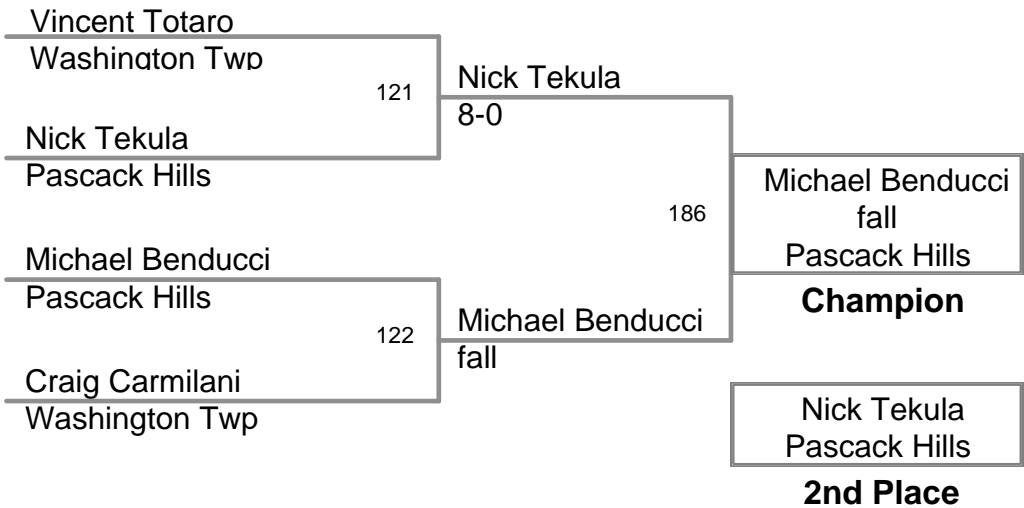 Vincent Totaro
Washington Twp
121
Nick Tekula
8-0
Nick Tekula
Pascack Hills
Michael Benducci
fall
Pascack Hills
Champion
186
Michael Benducci
Pascack Hills
122
Michael Benducci
fall
Craig Carmilani
Washington Twp
Nick Tekula
Pascack Hills
2nd Place